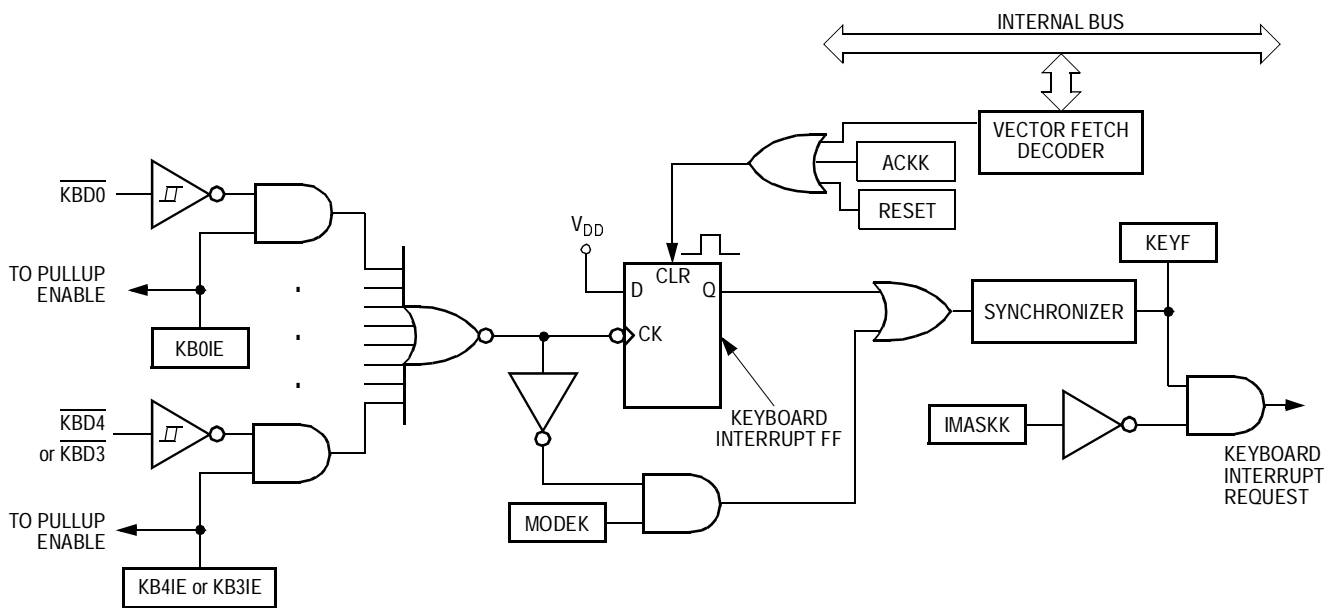 INTERNAL BUS
VECTOR FETCH
DECODER
ACKK
RESET
KBD0
TO PULLUP
ENABLE
KB0IE
VDD
CLR
D
Q
CK
KEYBOARD
INTERRUPT FF
SYNCHRONIZER
KEYF
IMASKK
KBD4
or KBD3
TO PULLUP
ENABLE
KB4IE or KB3IE
MODEK
KEYBOARD
INTERRUPT
REQUEST